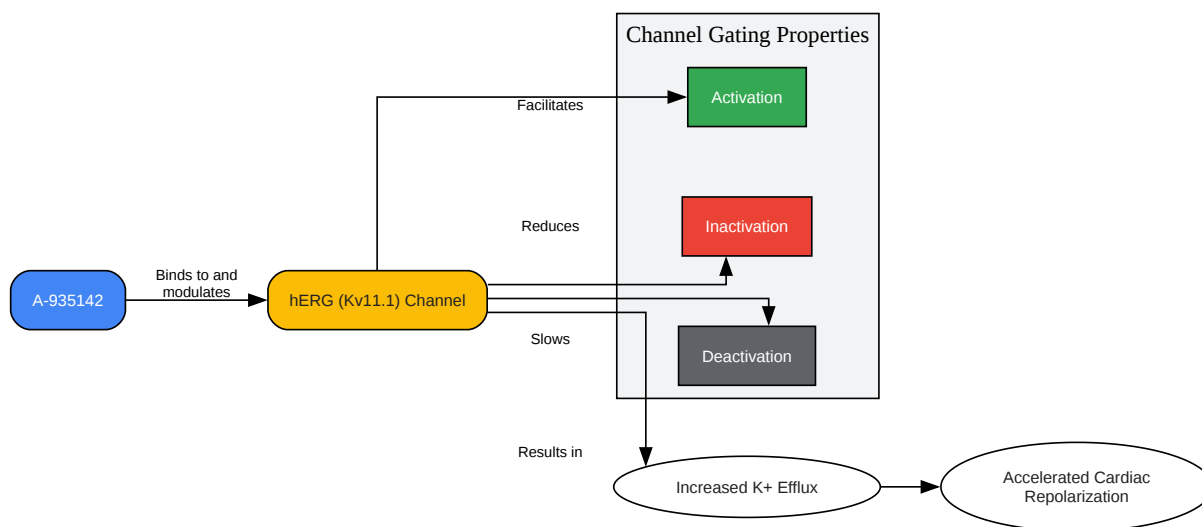 Channel Gating Properties
Facilitates
Activation
Reduces
Inactivation
A-935142
Binds to and
modulates
hERG (Kv11.1) Channel
Slows
Deactivation
Results in
Increased K+ Efflux
Accelerated Cardiac
Repolarization